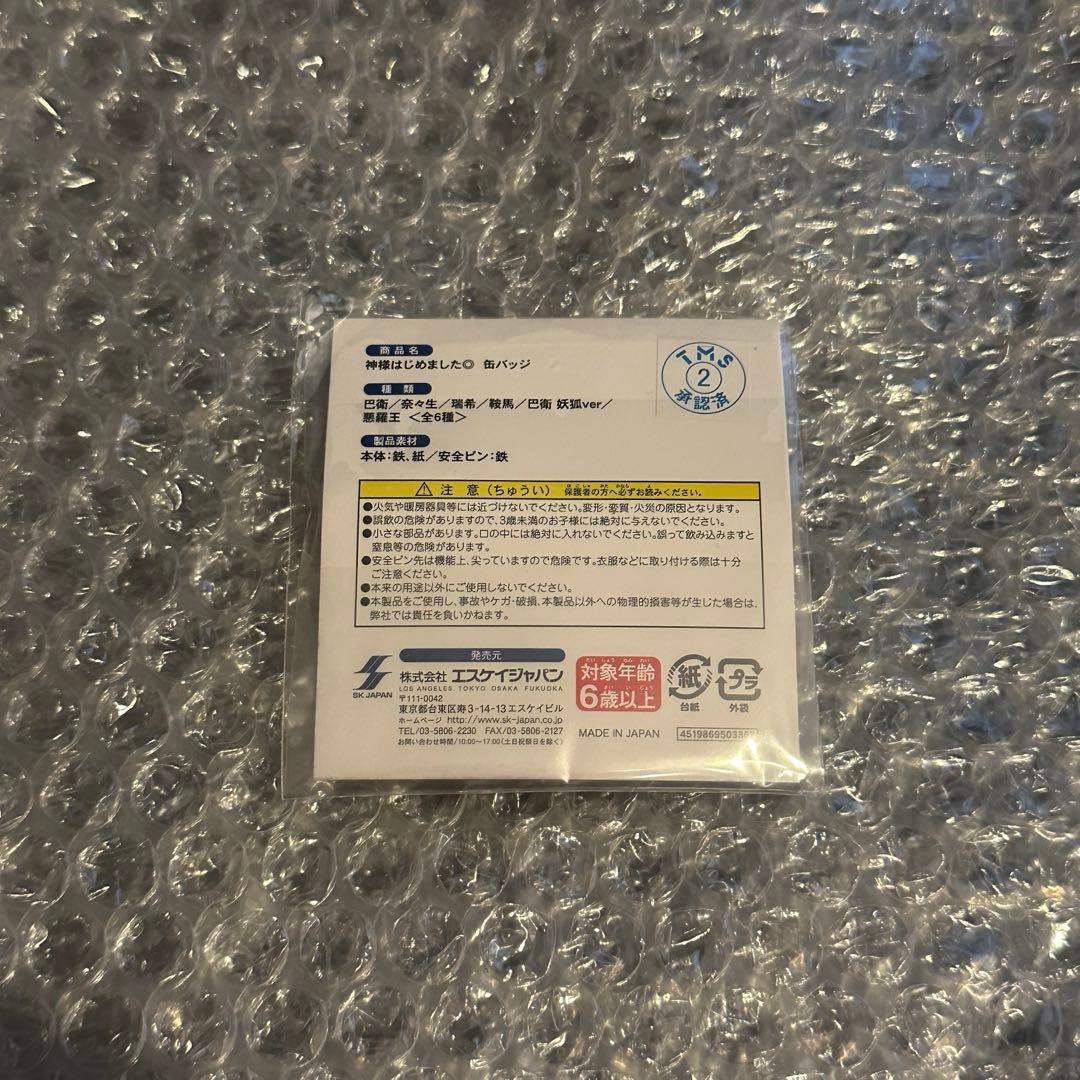 商品名
神様はじめました◎ 缶バッジ
TMS
2
承認済
種類
巴衛／奈々生／瑞希／鞍馬／巴衛 妖狐ver／
悪羅王 ＜全6種＞
製品素材
本体：鉄、紙／安全ピン：鉄
注意（ちゅうい） 保護者の方へ必ずお読みください。
●火気や暖房器具等には近づけないでください。変形・変質・火災の原因となります。
●誤飲の危険がありますので、3歳未満のお子様には絶対に与えないでください。
●小さな部品があります。口の中には絶対に入れないでください。誤って飲み込みますと
窒息等の危険があります。
●安全ピン先は機能上、尖っていますので危険です。衣服などに取り付ける際は十分
ご注意ください。
●本来の用途以外にご使用しないでください。
●本製品をご使用し、事故やケガ・破損、本製品以外への物理的損害等が生じた場合は、
弊社では責任を負いかねます。
発売元
SK JAPAN
株式会社 エスケイジャパン
LOS ANGELES TOKYO OSAKA FUKUOKA
〒111-0042
東京都台東区寿3-14-13エスケイビル
ホームページ http://www.sk-japan.co.jp
TEL/03-5806-2230 FAX/03-5806-2127
お問い合わせ時間/10:00〜17:00(土日祝祭日を除く)
対象年齢
6歳以上
紙
台紙
プラ
外袋
MADE IN JAPAN